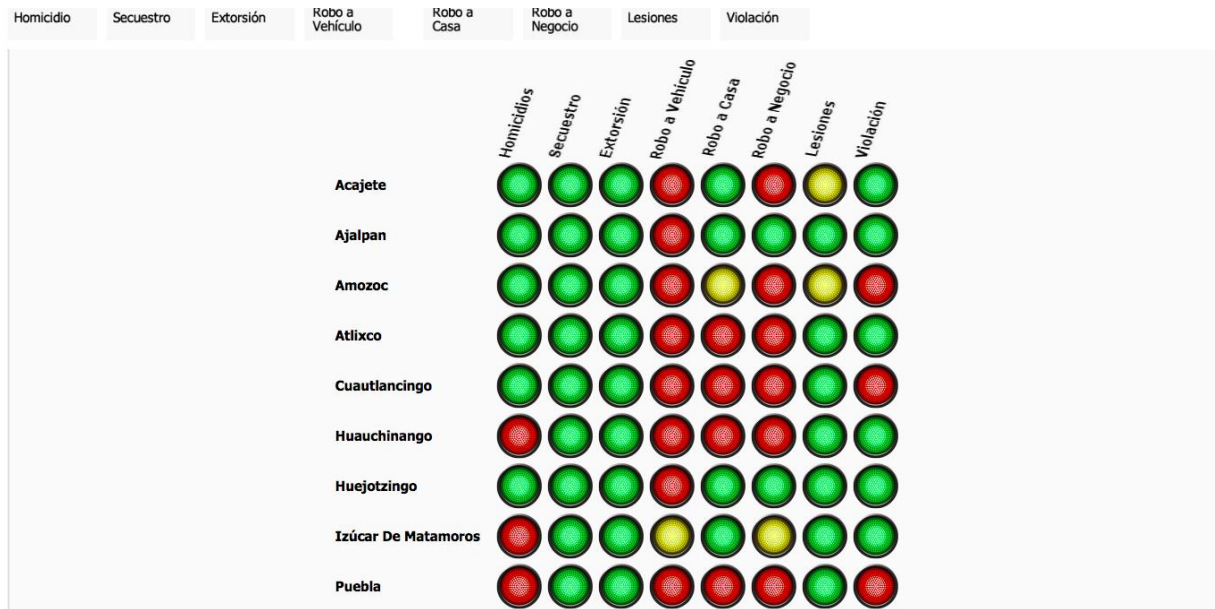 Homicidio
Secuestro
Extorsión
Robo a
Vehículo
Robo a
Casa
Robo a
Negocio
Lesiones
Violación
Homicidios
Secuestro
Extorsión
Robo a Vehículo
Robo a Casa
Robo a Negocio
Lesiones
Violación
Acajete
Ajalpan
Amozoc
Atlixco
Cuautlancingo
Huauchinango
Huejotzingo
Izúcar De Matamoros
Puebla